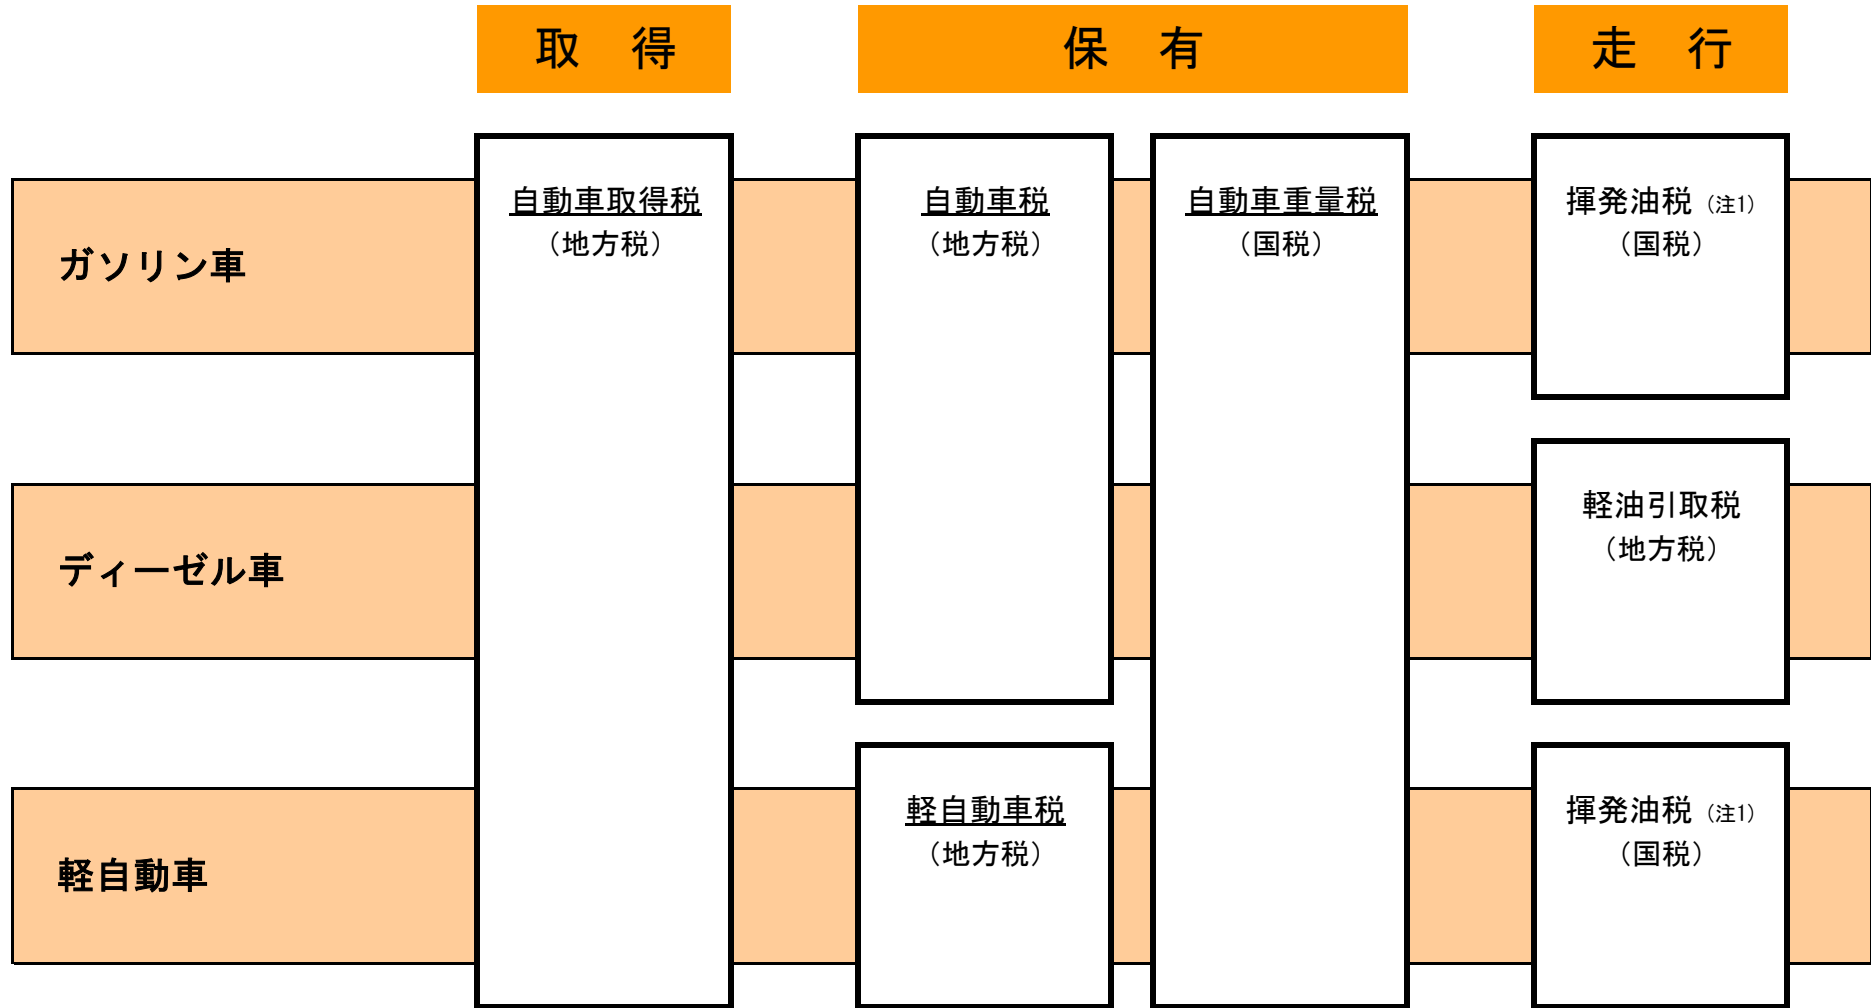 取 得
保 有
走 行
自動車取得税
（地方税）
自動車税
（地方税）
自動車重量税
（国税）
揮発油税（注1）
（国税）
ガソリン車
軽油引取税
（地方税）
ディーゼル車
軽自動車税
（地方税）
揮発油税（注1）
（国税）
軽自動車